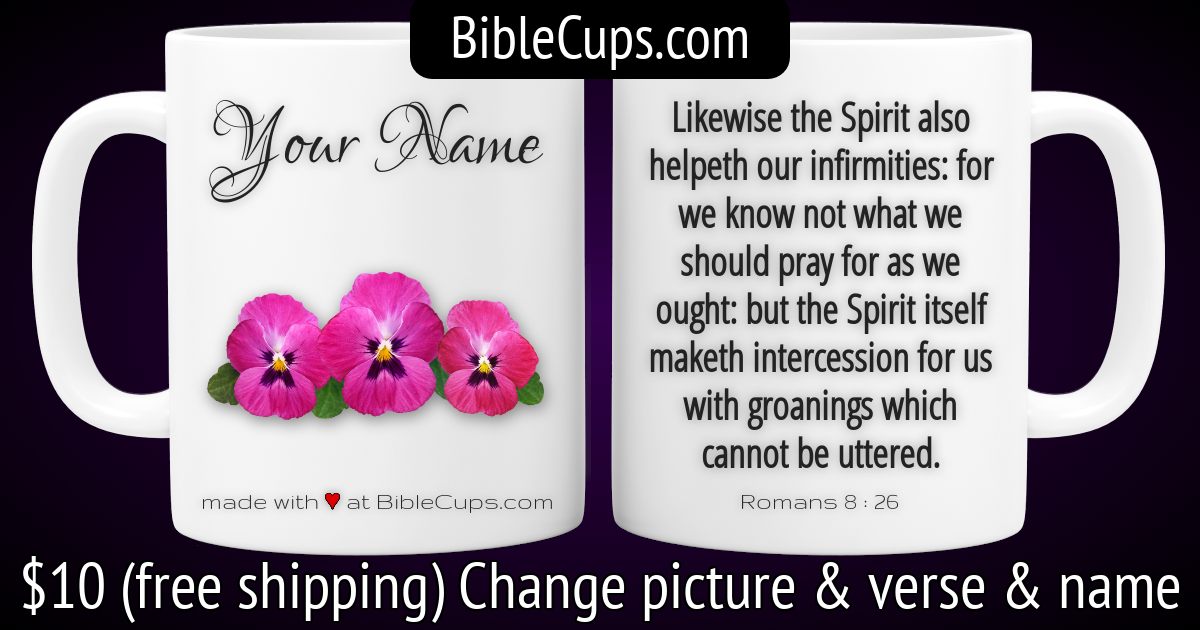 BibleCups.com
Your Name
made with ♥ at BibleCups.com
Likewise the Spirit also
helpeth our infirmities: for
we know not what we
should pray for as we
ought: but the Spirit itself
maketh intercession for us
with groanings which
cannot be uttered.
Romans 8 : 26
$10 (free shipping) Change picture & verse & name